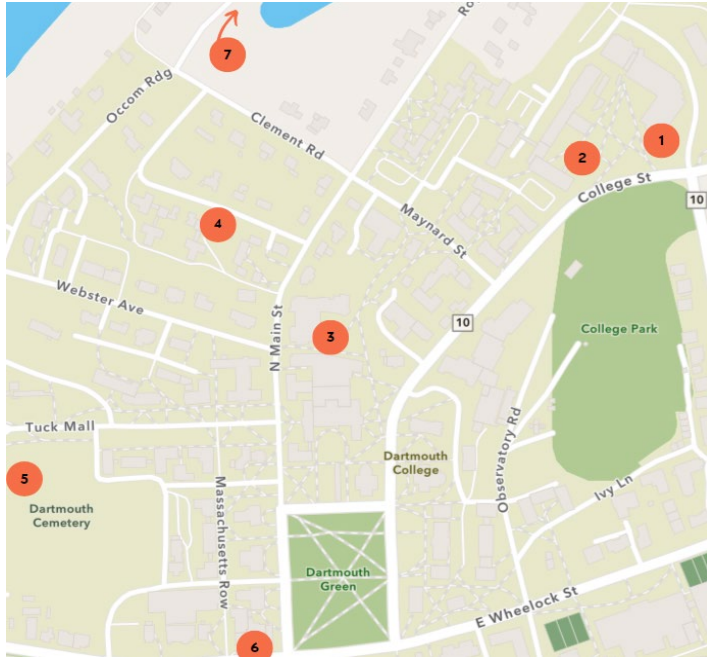 7
Ro
Occom Rdg
Clement Rd
1
2
College St
10
4
Maynard St
Webster Ave
N Main St
3
10
College Park
Tuck Mall
Dartmouth
College
Observatory Rd
5
Dartmouth
Cemetery
Massachusetts Row
Ivy Ln
Dartmouth
Green
E Wheelock St
6